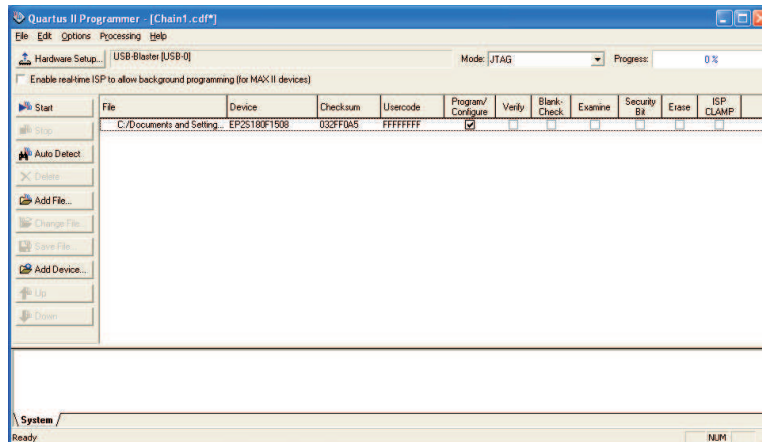 Quartus II Programmer - [Chain1.cdf*]
File Edit Options Processing Help
Hardware Setup... USB-Blaster [USB-0] Mode: JTAG Progress: 0 %
Enable real-time ISP to allow background programming (for MAX II devices)
Start
Stop
Auto Detect
Delete
Add File...
Change File...
Save File...
Add Device...
Up
Down
File Device Checksum Usercode Program/ Configure Verify Blank- Check Examine Security Bit Erase ISP CLAMP
C:/Documents and Setting... EP2S180F1508 032FF0A5 FFFFFFFF
System
Ready NUM